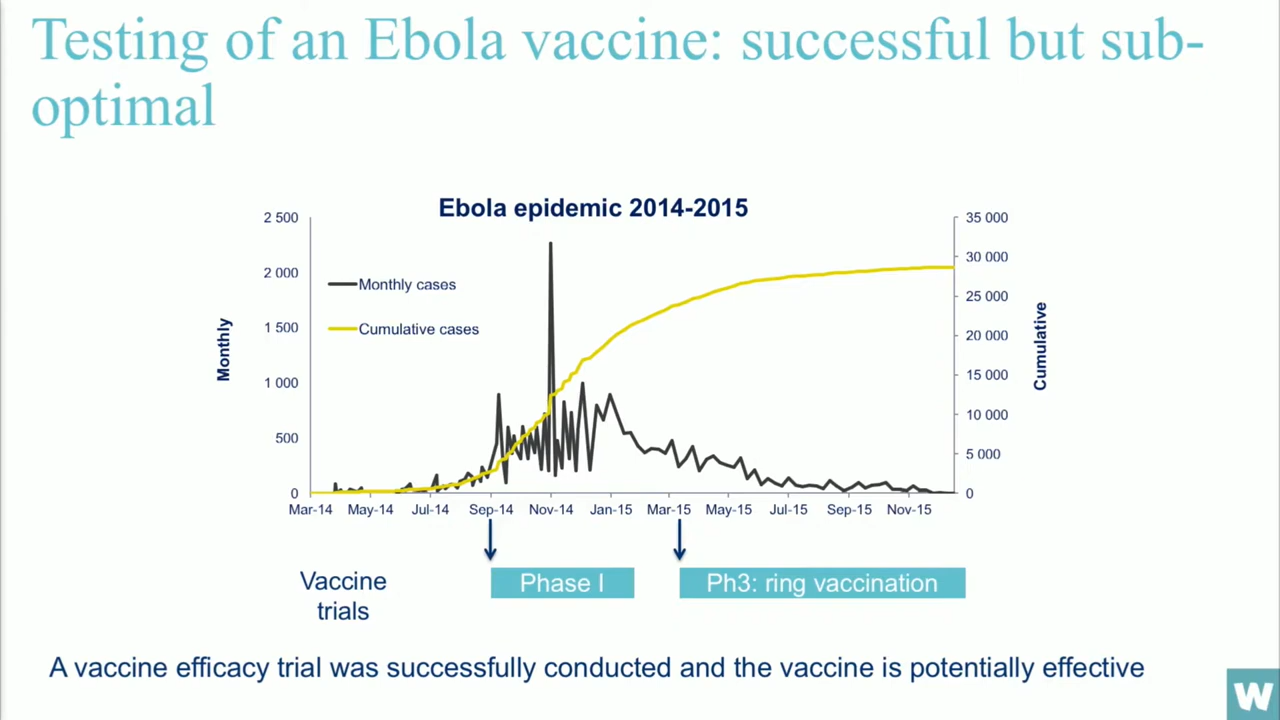 Testing of an Ebola vaccine: successful but sub-
optimal
Ebola epidemic 2014-2015
2 500
2 000
1 500
1 000
500
0
Monthly
Monthly cases
Cumulative cases
35 000
30 000
25 000
20 000
15 000
10 000
5 000
0
Cumulative
Mar-14 May-14 Jul-14 Sep-14 Nov-14 Jan-15 Mar-15 May-15 Jul-15 Sep-15 Nov-15
Vaccine
trials
Phase I
Ph3: ring vaccination
A vaccine efficacy trial was successfully conducted and the vaccine is potentially effective
W